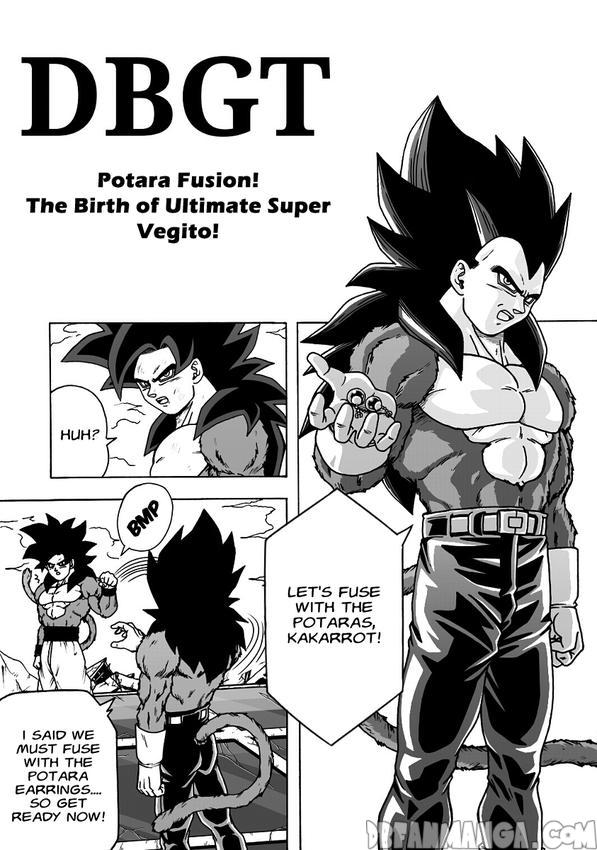 DBGT
Potara Fusion!
The Birth of Ultimate Super
Vegito!
HUH?
LET'S FUSE
WITH THE
POTARAS,
KAKARROT!
BMP
I SAID WE
MUST FUSE
WITH THE
POTARA
EARRINGS....
SO GET
READY NOW!
DBFANMANGA.COM